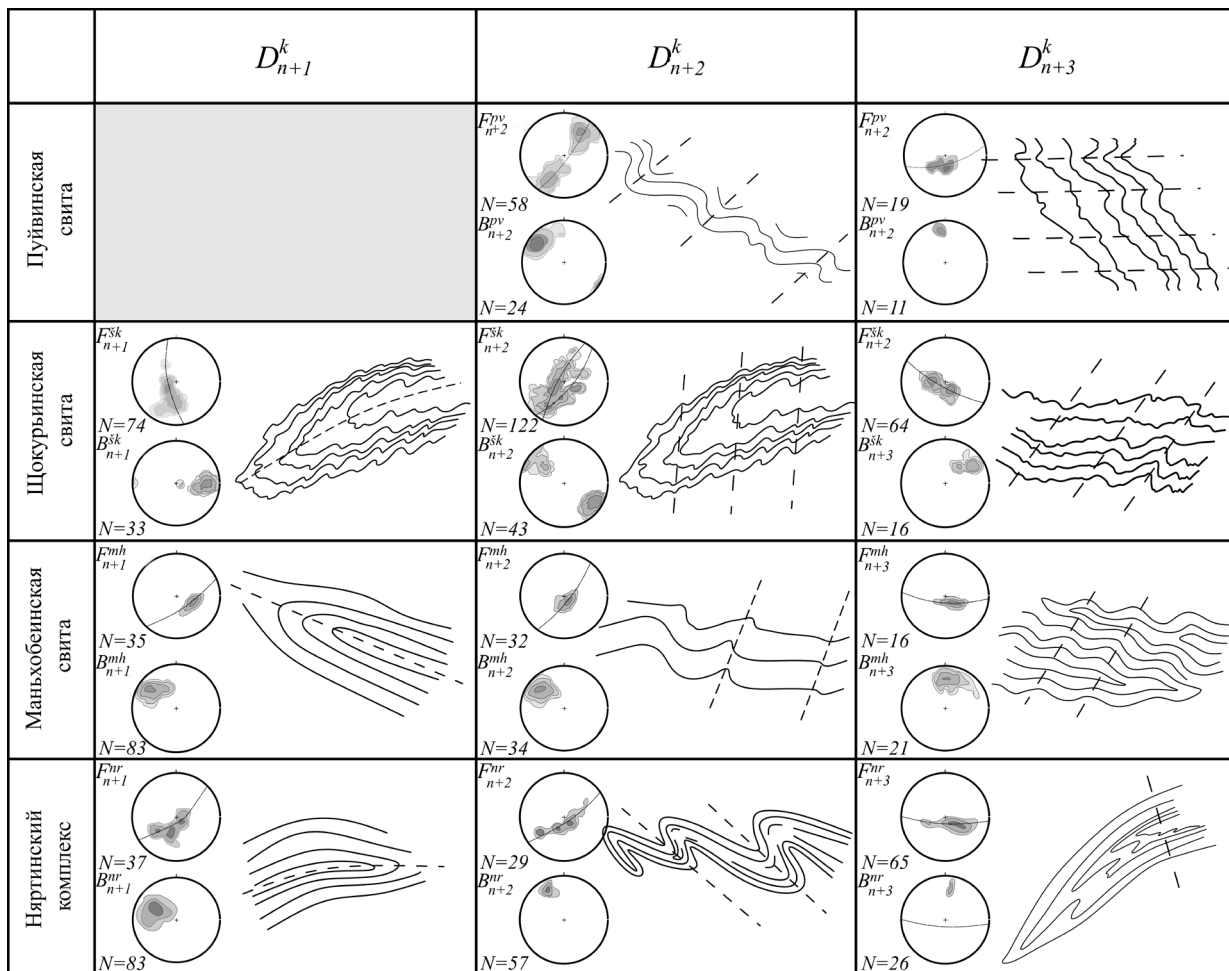 D^k_{n+1}
D^k_{n+2}
D^k_{n+3}
Пуйвинская
свита
F^{pv}_{n+2}
N=58
B^{pv}_{n+2}
N=24
F^{pv}_{n+2}
N=19
B^{pv}_{n+2}
N=11
Щокурьинская
свита
F^{šk}_{n+1}
N=74
B^{šk}_{n+1}
N=33
F^{šk}_{n+2}
N=122
B^{šk}_{n+2}
N=43
F^{šk}_{n+2}
N=64
B^{šk}_{n+3}
N=16
Маньхобеинская
свита
F^{mh}_{n+1}
N=35
B^{mh}_{n+1}
N=83
F^{mh}_{n+2}
N=32
B^{mh}_{n+2}
N=34
F^{mh}_{n+3}
N=16
B^{mh}_{n+3}
N=21
Няртинский
комплекс
F^{nr}_{n+1}
N=37
B^{nr}_{n+1}
N=83
F^{nr}_{n+2}
N=29
B^{nr}_{n+2}
N=57
F^{nr}_{n+3}
N=65
B^{nr}_{n+3}
N=26